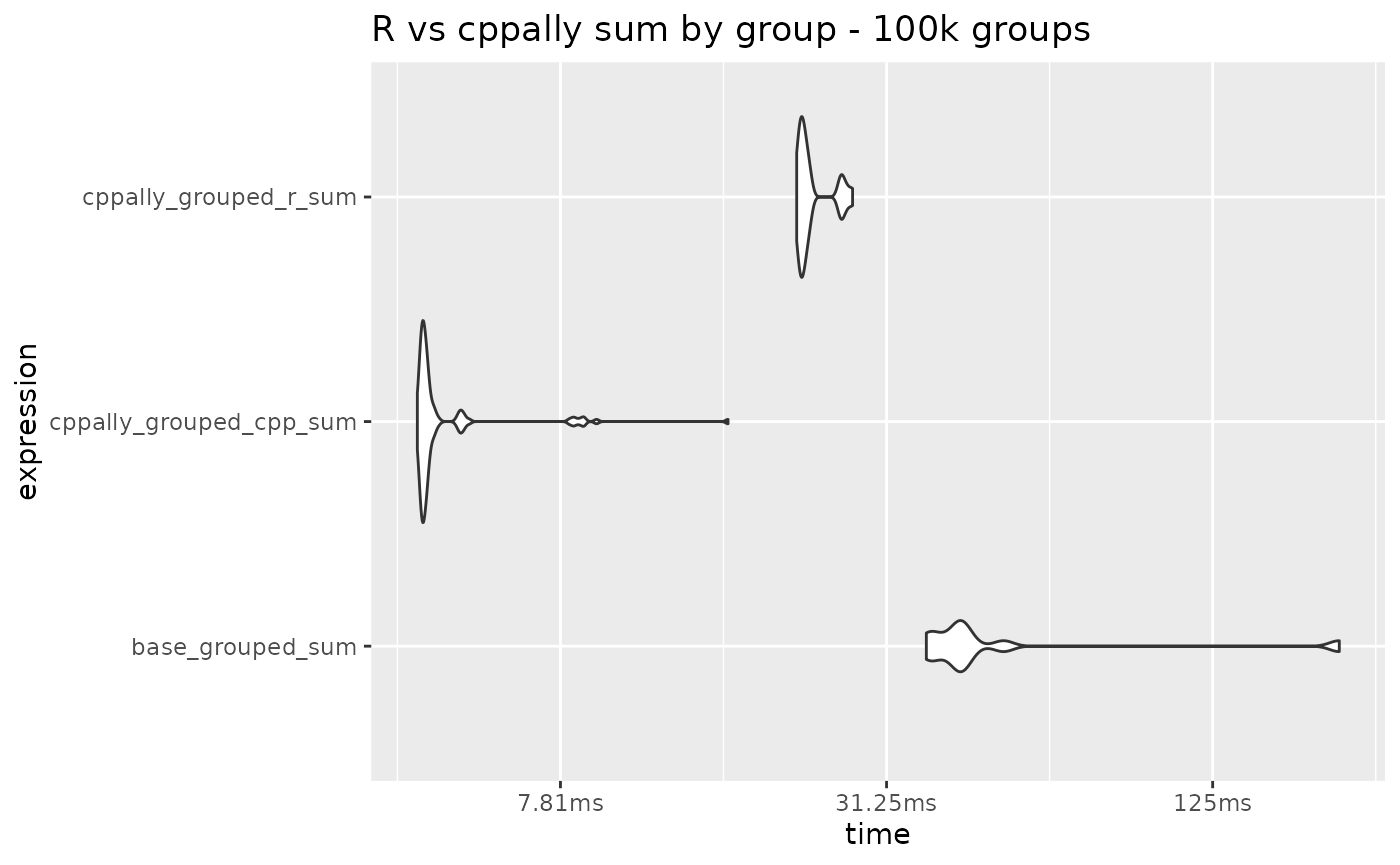 R vs cppally sum by group - 100k groups
expression
cppally_grouped_r_sum
cppally_grouped_cpp_sum
base_grouped_sum
7.81ms 31.25ms 125ms
time